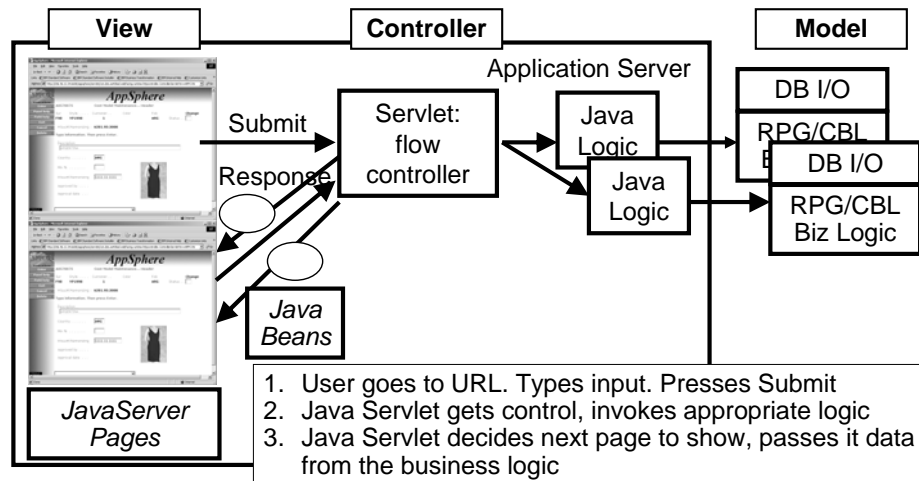 View
Controller
Model
Application Server
AppSphere
Submit
Response
Servlet:
flow
controller
Java
Logic
Java
Logic
DB I/O
RPG/CBL
DB I/O
RPG/CBL
Biz Logic
AppSphere
Java
Beans
JavaServer
Pages
1. User goes to URL. Types input. Presses Submit
2. Java Servlet gets control, invokes appropriate logic
3. Java Servlet decides next page to show, passes it data
from the business logic